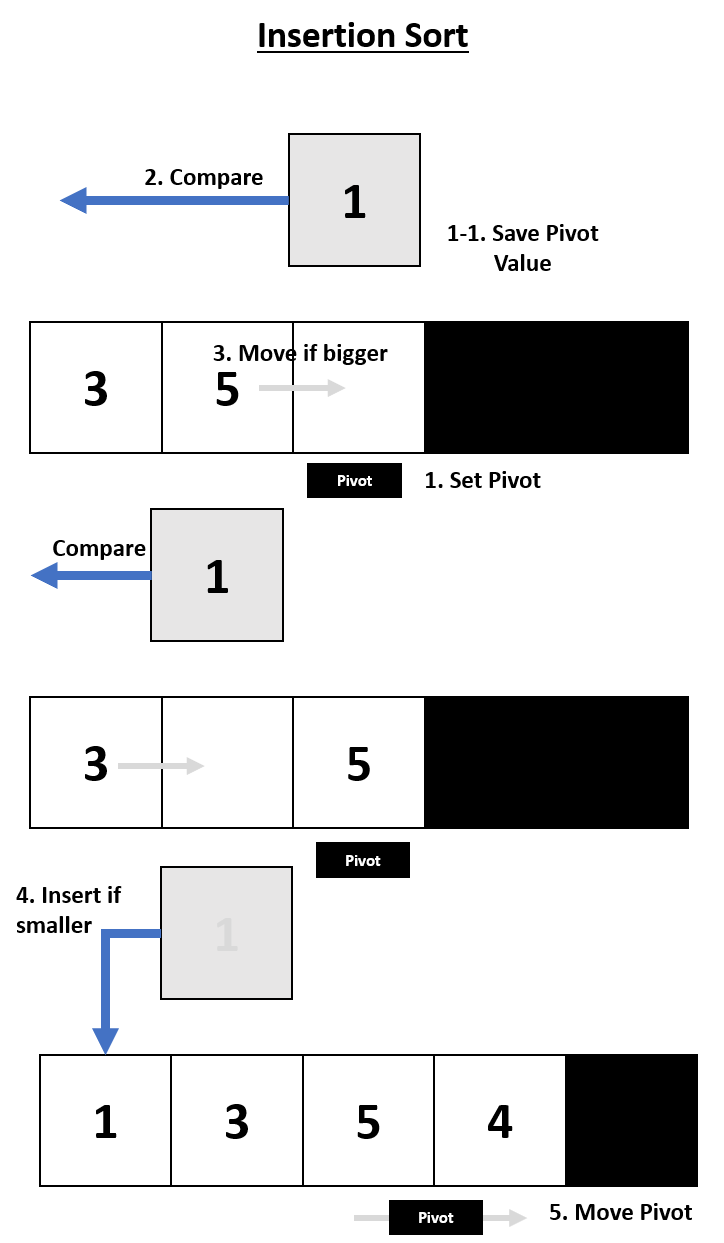 Insertion Sort
2. Compare
1
1-1. Save Pivot
Value
3. Move if bigger
3 5
Pivot 1. Set Pivot
Compare
1
3 5
Pivot
4. Insert if
smaller
1
1 3 5 4
Pivot 5. Move Pivot